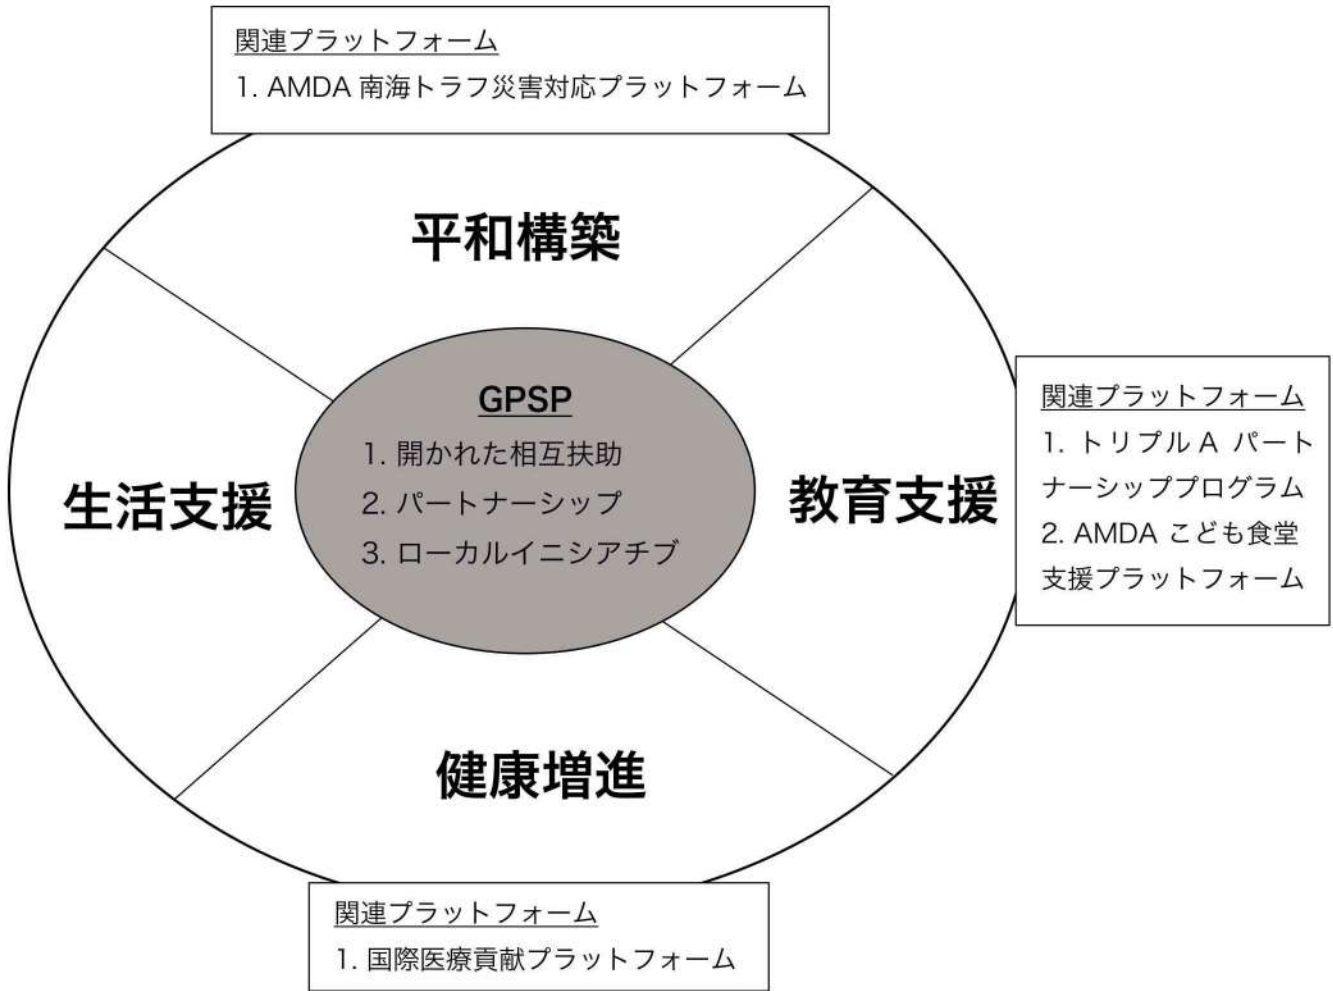 関連プラットフォーム
1. AMDA 南海トラフ災害対応プラットフォーム
平和構築
GPSP
1. 開かれた相互扶助
2. パートナーシップ
3. ローカルイニシアチブ
生活支援
教育支援
関連プラットフォーム
1. トリプル A パート
ナーシッププログラム
2. AMDA こども食堂
支援プラットフォーム
健康増進
関連プラットフォーム
1. 国際医療貢献プラットフォーム